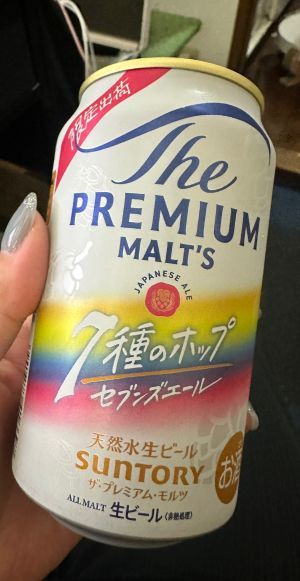 限定出荷
The
PREMIUM
MALT'S
JAPANESE ALE
7種のホップ
セブンズエール
天然水生ビール
SUNTORY
お酒
ザ・プレミアム・モルツ
ALL MALT 生ビール (非熱処理)